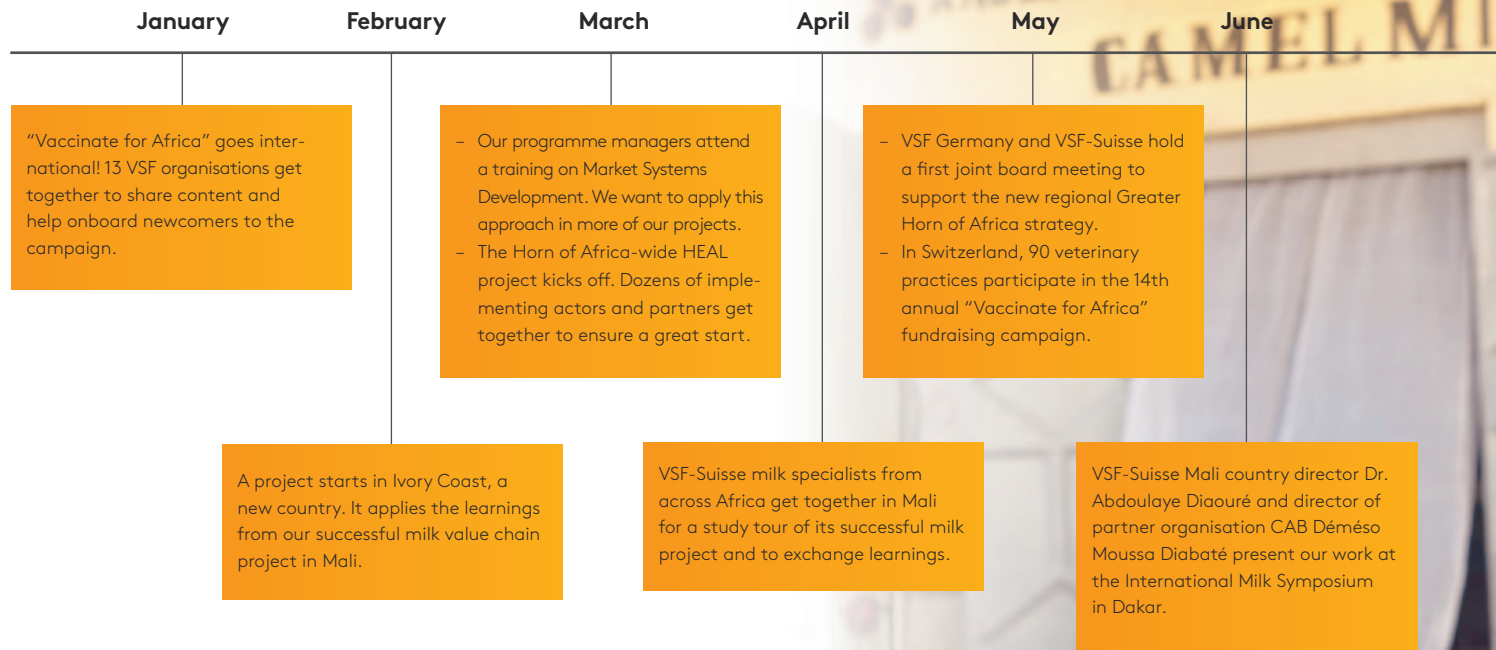 January
February
March
April
May
June
CAMEL MI
"Vaccinate for Africa" goes inter-
national! 13 VSF organisations get
together to share content and
help onboard newcomers to the
campaign.
– Our programme managers attend
a training on Market Systems
Development. We want to apply this
approach in more of our projects.
– The Horn of Africa-wide HEAL
project kicks off. Dozens of imple-
menting actors and partners get
together to ensure a great start.
– VSF Germany and VSF-Suisse hold
a first joint board meeting to
support the new regional Greater
Horn of Africa strategy.
– In Switzerland, 90 veterinary
practices participate in the 14th
annual "Vaccinate for Africa"
fundraising campaign.
A project starts in Ivory Coast, a
new country. It applies the learnings
from our successful milk value chain
project in Mali.
VSF-Suisse milk specialists from
across Africa get together in Mali
for a study tour of its successful milk
project and to exchange learnings.
VSF-Suisse Mali country director Dr.
Abdoulaye Diaouré and director of
partner organisation CAB Déméso
Moussa Diabaté present our work at
the International Milk Symposium
in Dakar.